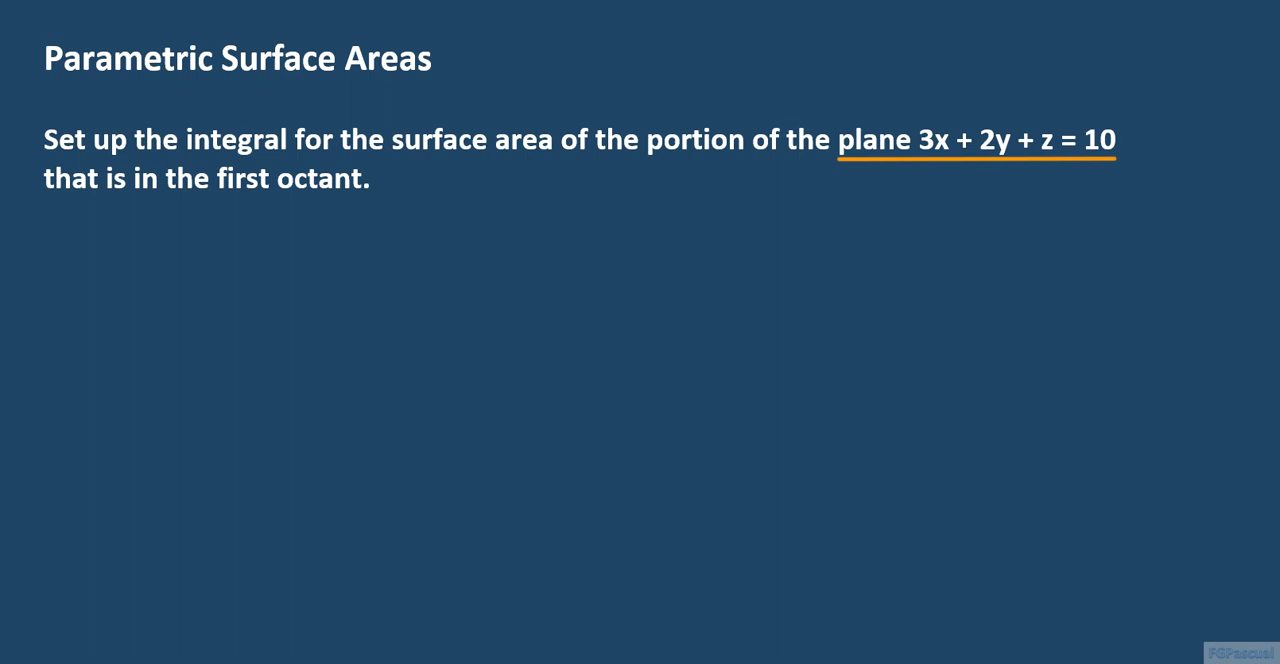 Parametric Surface Areas
Set up the integral for the surface area of the portion of the plane 3x + 2y + z = 10
that is in the first octant.
FGPascual